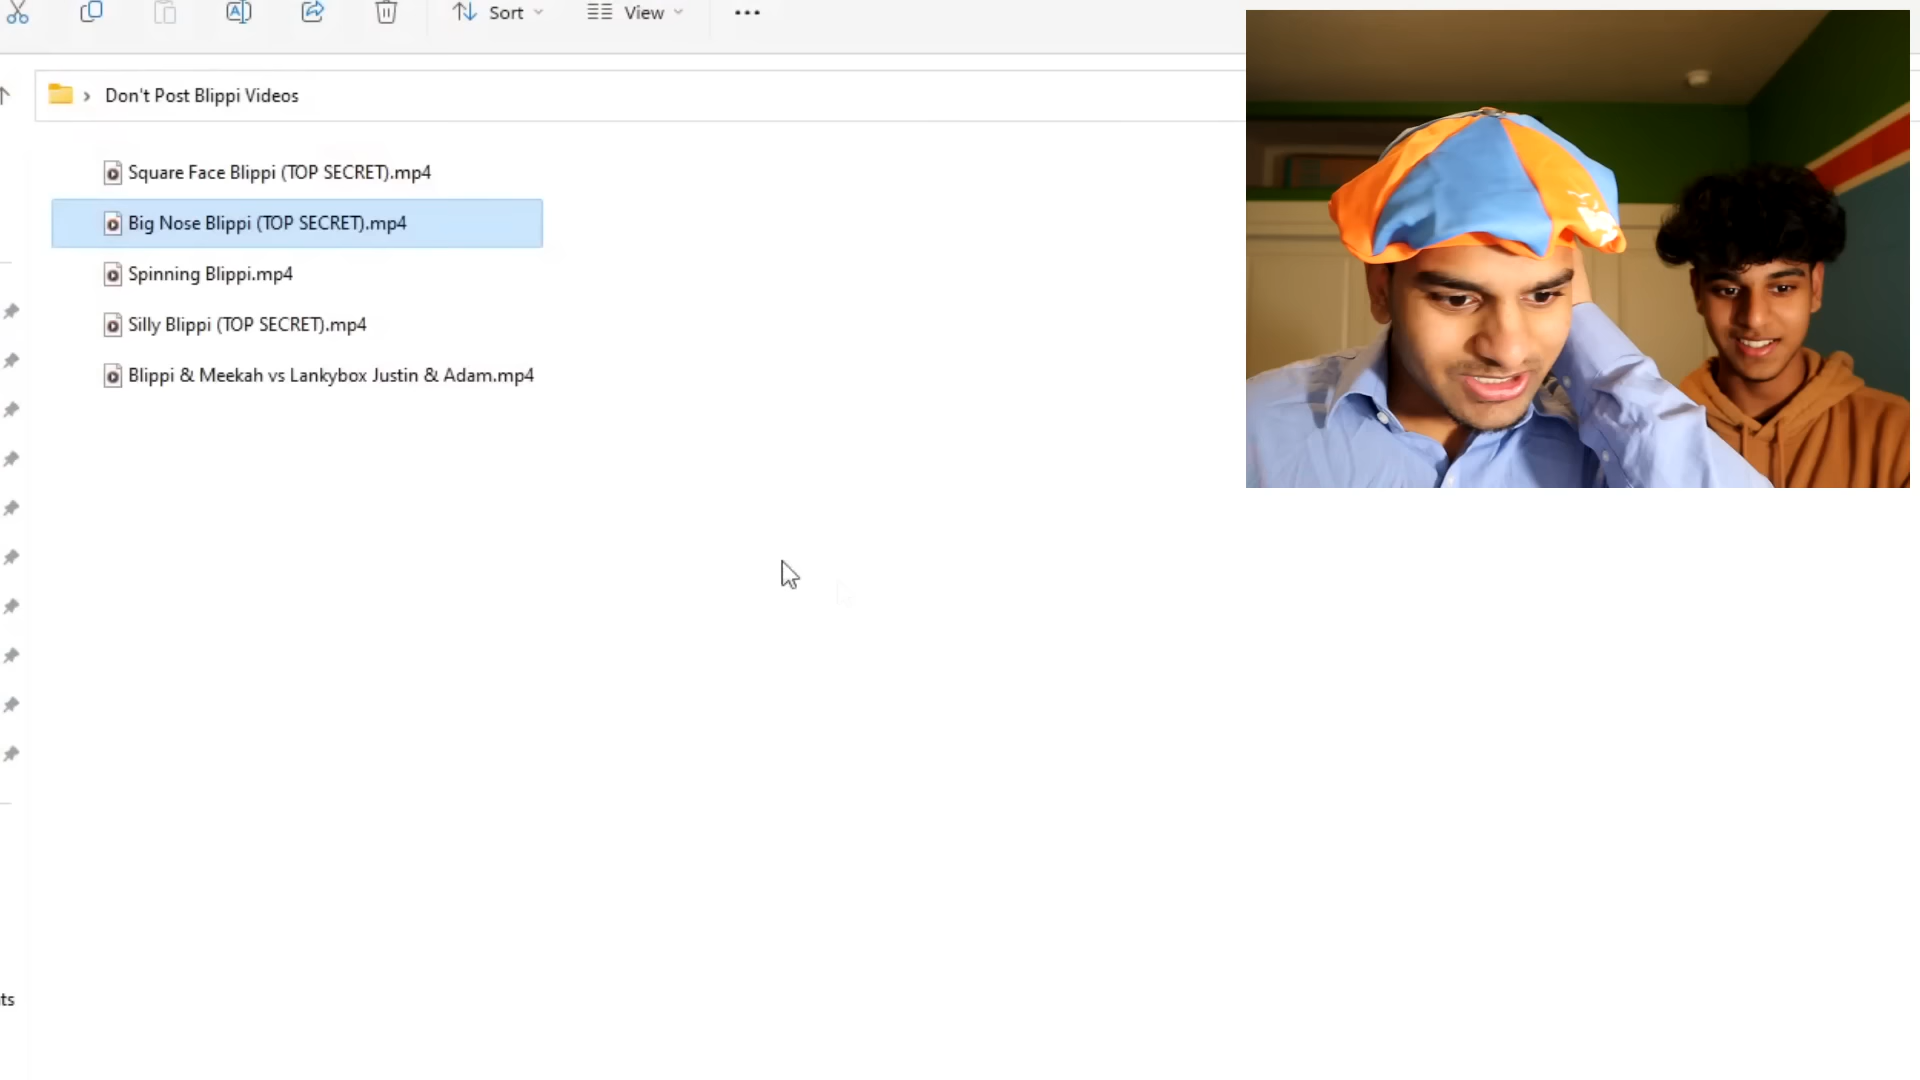 Sort
View
Don't Post Blippi Videos
Square Face Blippi (TOP SECRET).mp4
Big Nose Blippi (TOP SECRET).mp4
Spinning Blippi.mp4
Silly Blippi (TOP SECRET).mp4
Blippi & Meekah vs Lankybox Justin & Adam.mp4
ts